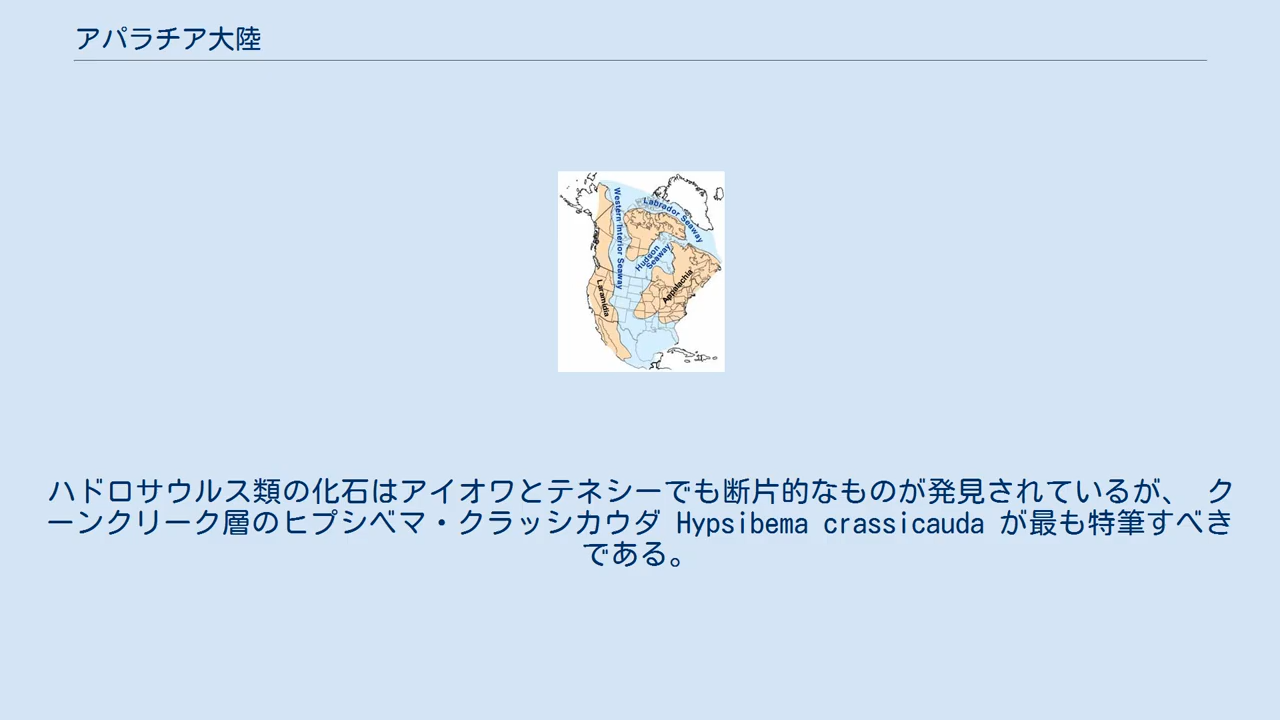 アパラチア大陸
Western Interior Seaway
Labrador Seaway
Hudson
Seaway
Appalachia
Laramidia
ハドロサウルス類の化石はアイオワとテネシーでも断片的なものが発見されているが、 ク
ーンクリーク層のヒプシベマ・クラッシカウダ Hypsibema crassicauda が最も特筆すべき
である。